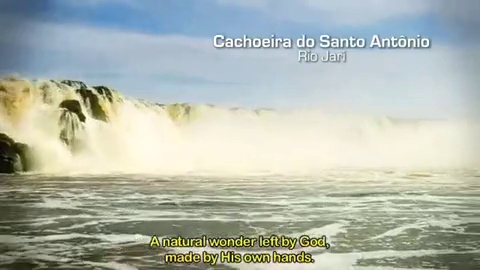 Cachoeira do Santo Antônio
Rio Jari
A natural wonder left by God,
made by His own hands.